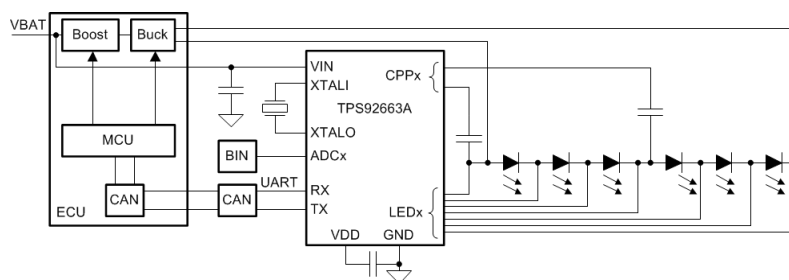 VBAT
Boost
Buck
MCU
CAN
ECU
CAN
UART
BIN
VIN
XTALI
CPPx
TPS92663A
XTALO
ADCx
RX
TX
LEDx
VDD
GND